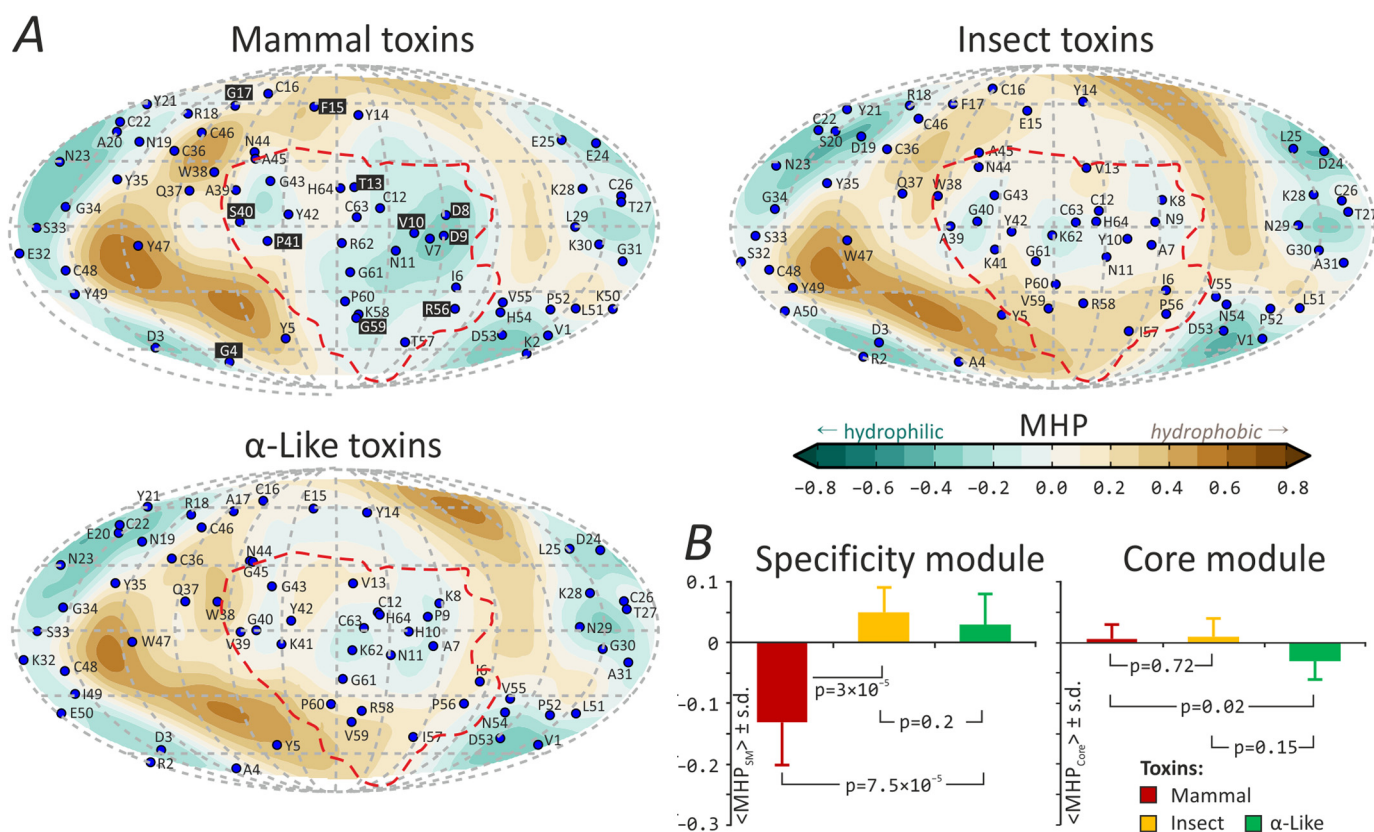 A
Mammal toxins
C16
G17
F15
Y21
R18
Y14
C22
C46
A20
N19
C36
N44
A45
E25
E24
N23
W38
Y35
Q37
A39
G43
H64
T13
C12
K28
C26
T27
G34
S40
Y42
C63
D8
V10
S33
L29
P41
R62
V7
D9
K30
Y47
N11
E32
G31
C48
G61
I6
Y49
P60
K58
G59
R56
V55
H54
P52
L51
K50
D3
Y5
T57
D53
V1
K2
G4
Insect toxins
C16
Y14
R18
F17
Y21
E15
C22
C46
S20
D19
C36
A45
L25
D24
N23
N44
V13
Y35
Q37
W38
G43
K8
K28
C26
T27
G34
C12
G40
Y42
C63
H64
N9
N29
S33
A39
K62
Y10
W47
K41
A7
G30
A31
S32
G61
N11
C48
P60
I6
Y49
V59
R58
P56
V55
N54
L51
A50
Y5
P52
D3
I57
D53
V1
R2
A4
← hydrophilic
MHP
hydrophobic →
−0.8 −0.6 −0.4 −0.2 0.0 0.2 0.4 0.6 0.8
α-Like toxins
C16
Y21
A17
E15
R18
Y14
C22
C46
E20
N19
N44
L25
D24
N23
C36
G45
Y35
G43
V13
Q37
K28
C26
T27
G34
W38
C12
K8
Y42
G40
C63
H64
P9
S33
V39
H10
N29
W47
K41
K62
N11
A7
G30
K32
A31
C48
G61
I6
I49
P60
R58
P56
V55
E50
V59
N54
P52
L51
D3
Y5
I57
D53
V1
R2
A4
B
Specificity module
0.1
0
-0.1
-0.2
-0.3
<MHP SM> ± s.d.
p=3×10⁻⁵
p=0.2
p=7.5×10⁻⁵
Core module
<MHP Core> ± s.d.
p=0.72
p=0.02
p=0.15
Toxins:
Mammal
Insect
α-Like